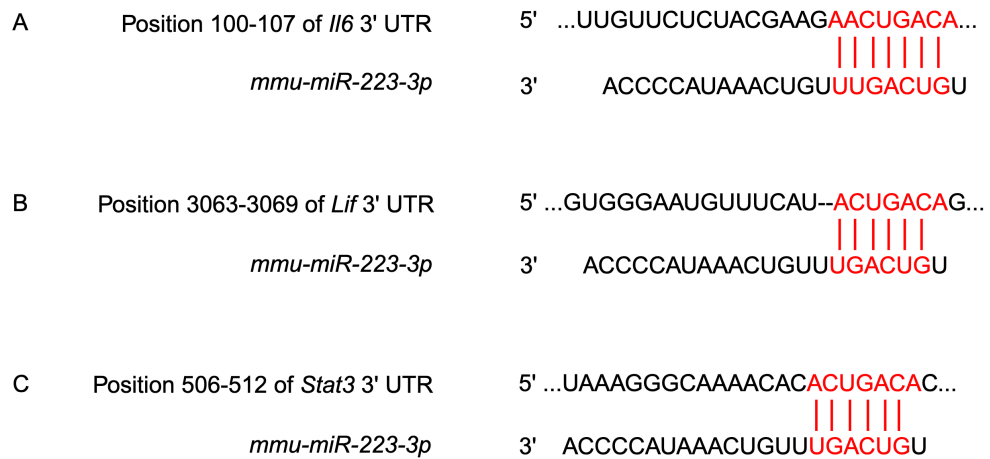 A Position 100-107 of Il6 3' UTR 5' ...UUGUUCUCUACGAAGAACUGACA...
mmu-miR-223-3p 3' ACCCCAUAAACUGUUUGACUGU
B Position 3063-3069 of Lif 3' UTR 5' ...GUGGGAAUGUUUCAU--ACUGACAG...
mmu-miR-223-3p 3' ACCCCAUAAACUGUUUGACUGU
C Position 506-512 of Stat3 3' UTR 5' ...UAAAGGGCAAAACACACUGACAC...
mmu-miR-223-3p 3' ACCCCAUAAACUGUUUGACUGU